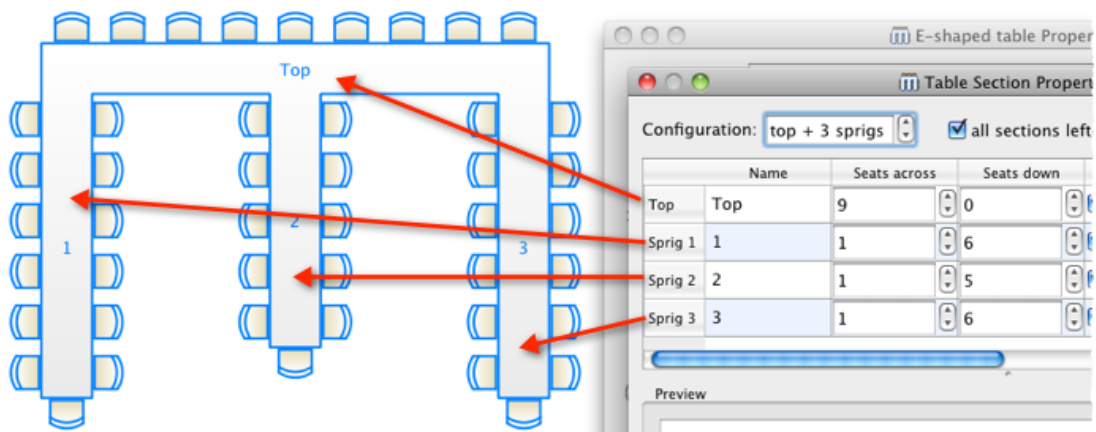 E-shaped table Proper
Top
Table Section Propert
Configuration: top + 3 sprigs all sections left
Name Seats across Seats down
Top Top 9 0
Sprig 1 1 1 6
Sprig 2 2 1 5
Sprig 3 3 1 6
1
2
3
Preview